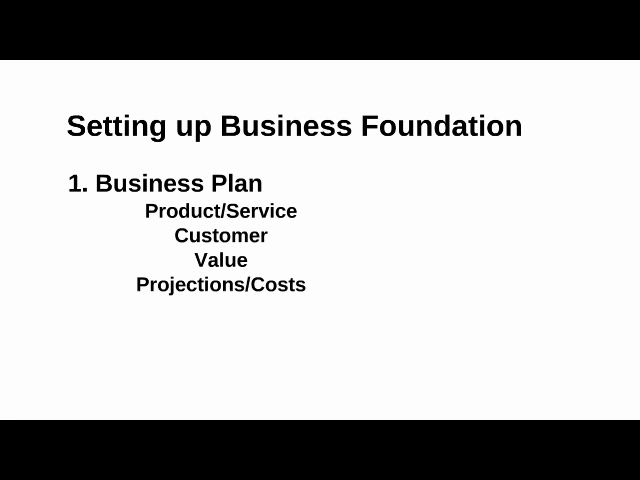 Setting up Business Foundation
1. Business Plan
Product/Service
Customer
Value
Projections/Costs